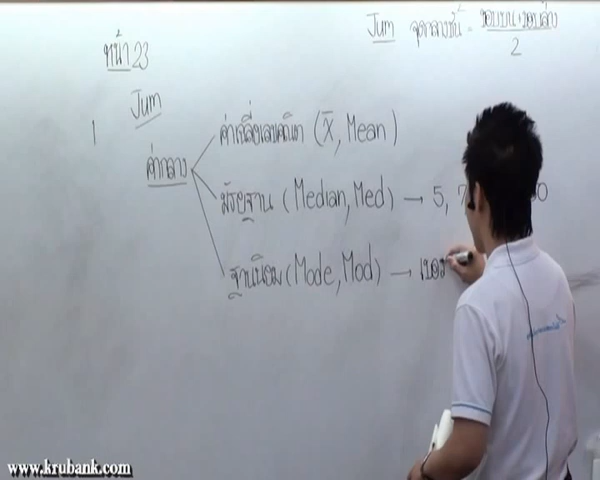 หน้า 23
Jum จุดกลางชั้น = ขอบบน+ขอบล่าง
2
1 Jum
ค่ากลาง
ค่าเฉลี่ยเลขคณิต (X̄, Mean)
มัธยฐาน (Median, Med) → 5, 7
ฐานนิยม (Mode, Mod) →
www.krubank.com